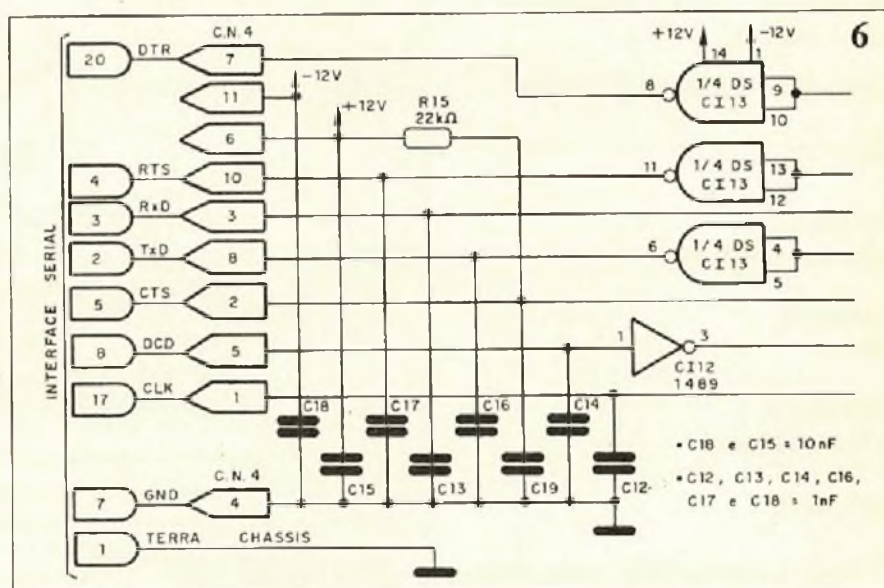 6
C.N.4
20 DTR 7
11 -12V
6 +12V
R15
22kΩ
4 RTS 10
3 RxD 3
2 TxD 8
5 CTS 2
8 DCD 5
17 CLK 1
INTERFACE SERIAL
C.N.4
7 GND 4
1 TERRA CHASSIS
+12V -12V
14 1
8 1/4 DS 9
CI13 10
11 1/4 DS 13
CI13 12
6 1/4 DS 4
CI13 5
1 3
CI12
1489
C18 C17 C16 C14
C15 C13 C19 C12
• C18 e C15 = 10nF
• C12, C13, C14, C16,
C17 e C18 = 1nF